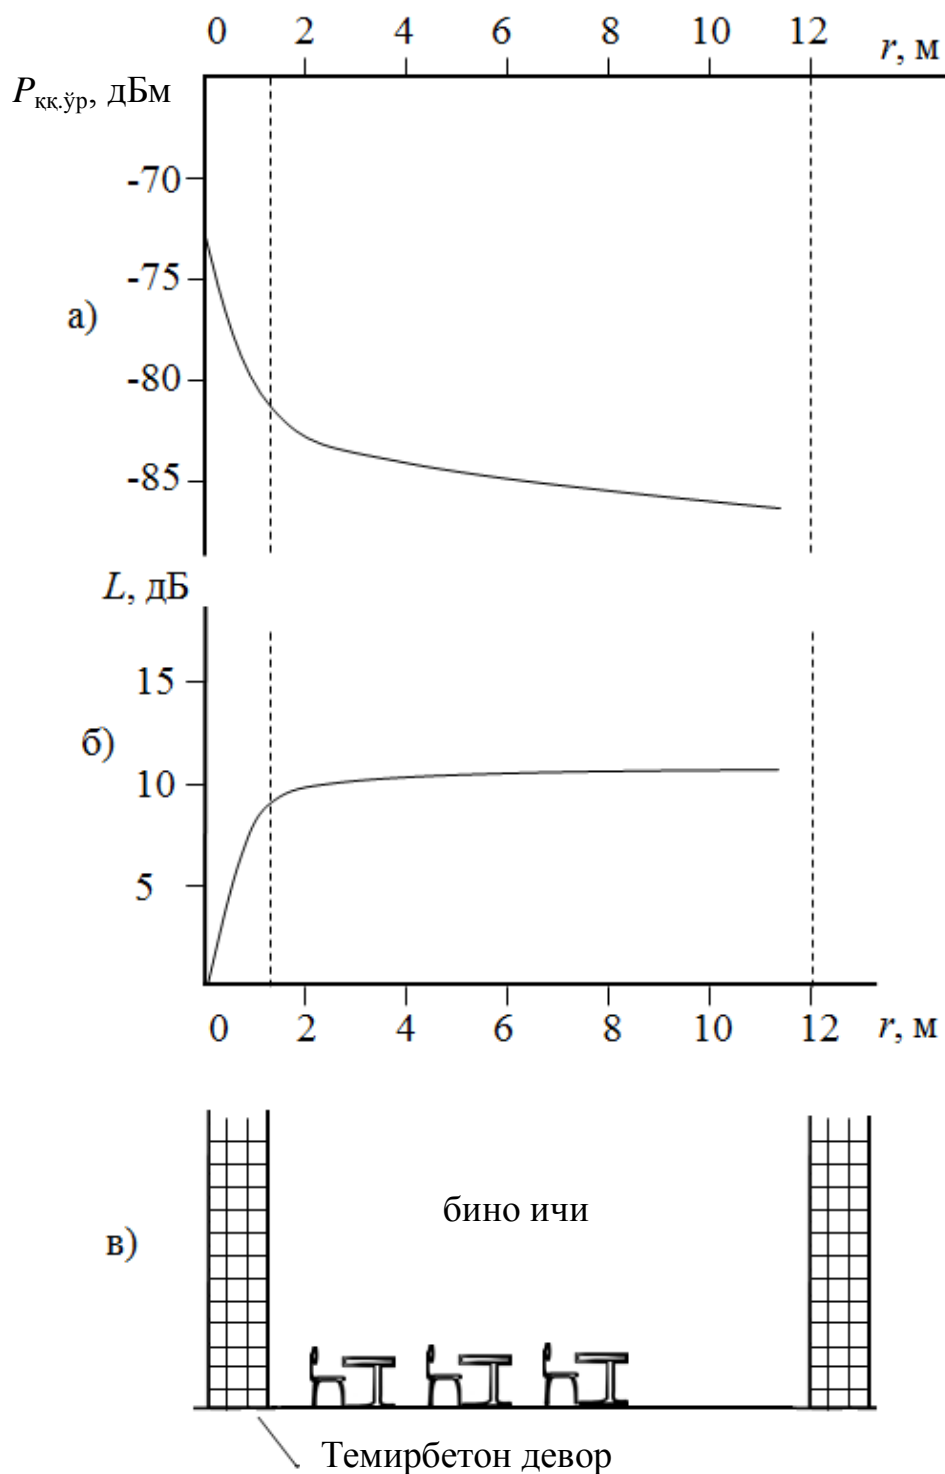 0 2 4 6 8 10 12 r, м
Pққ.ўр, дБм
-70
-75
а)
-80
-85
L, дБ
15
б)
10
5
0 2 4 6 8 10 12 r, м
бино ичи
в)
Темирбетон девор